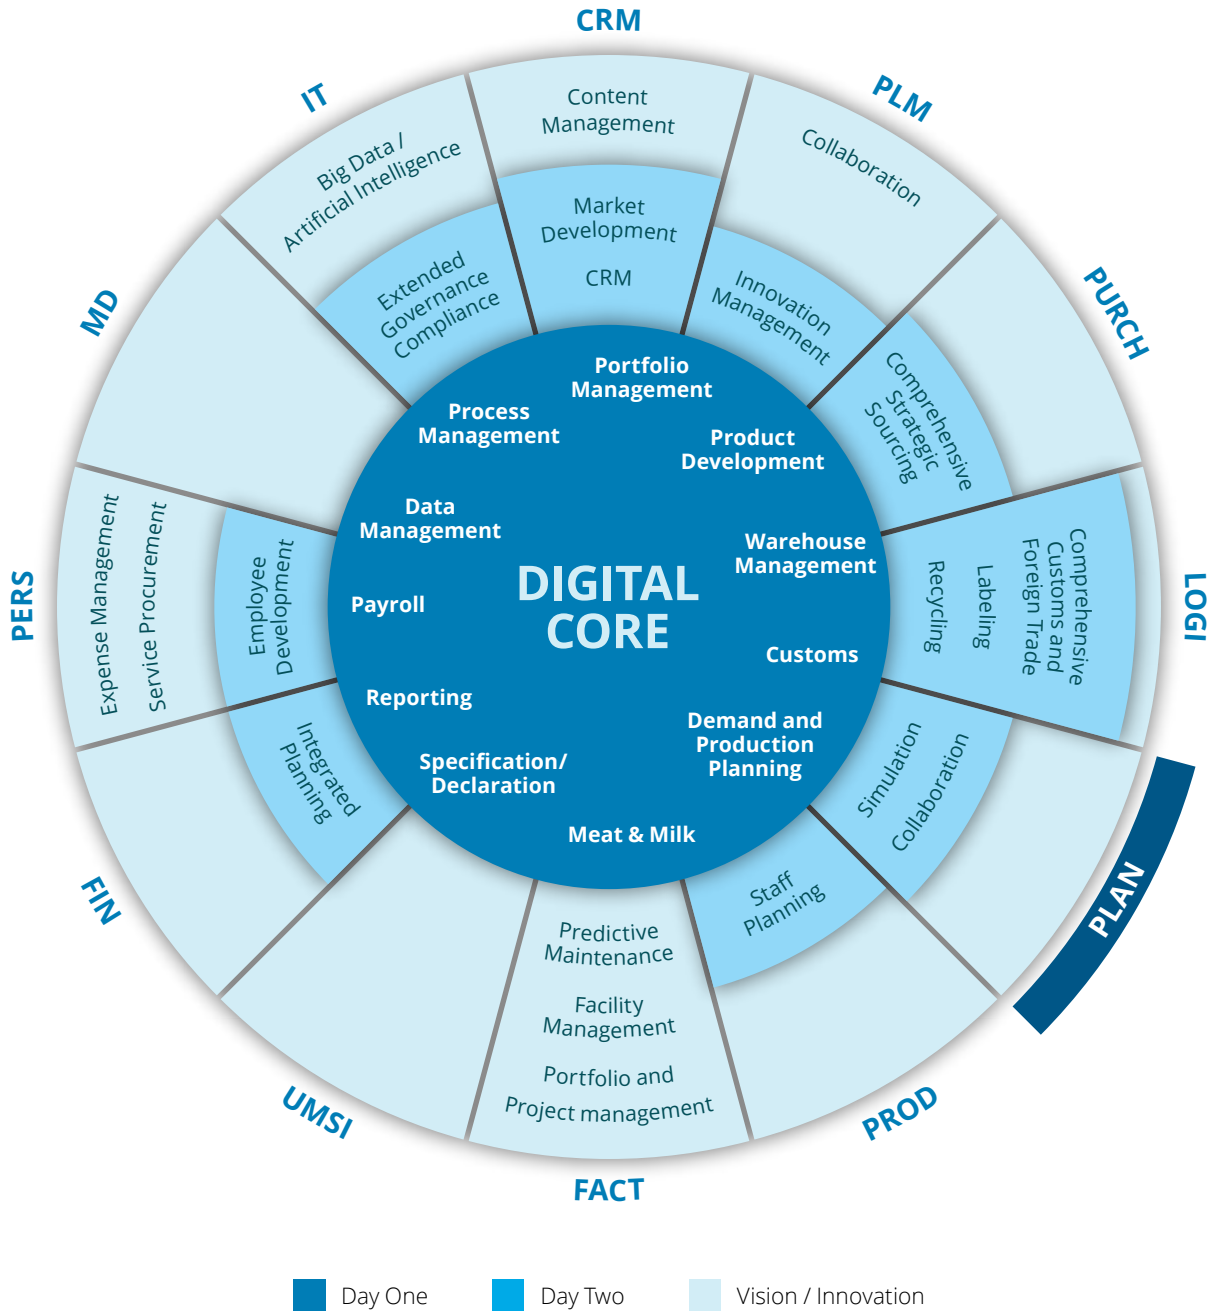 CRM
PLM
PURCH
LOGI
PLAN
PROD
FACT
UMSI
FIN
PERS
MD
IT
Content
Management
Market
Development
CRM
Collaboration
Innovation
Management
Comprehensive
Strategic
Sourcing
Comprehensive
Customs and
Foreign Trade
Labeling
Recycling
Simulation
Collaboration
Staff
Planning
Predictive
Maintenance
Facility
Management
Portfolio and
Project management
Integrated
Planning
Expense Management
Service Procurement
Employee
Development
Big Data /
Artificial Intelligence
Extended
Governance
Compliance
Portfolio
Management
Process
Management
Product
Development
Data
Management
Warehouse
Management
DIGITAL
CORE
Payroll
Customs
Reporting
Demand and
Production
Planning
Specification/
Declaration
Meat & Milk
Day One
Day Two
Vision / Innovation